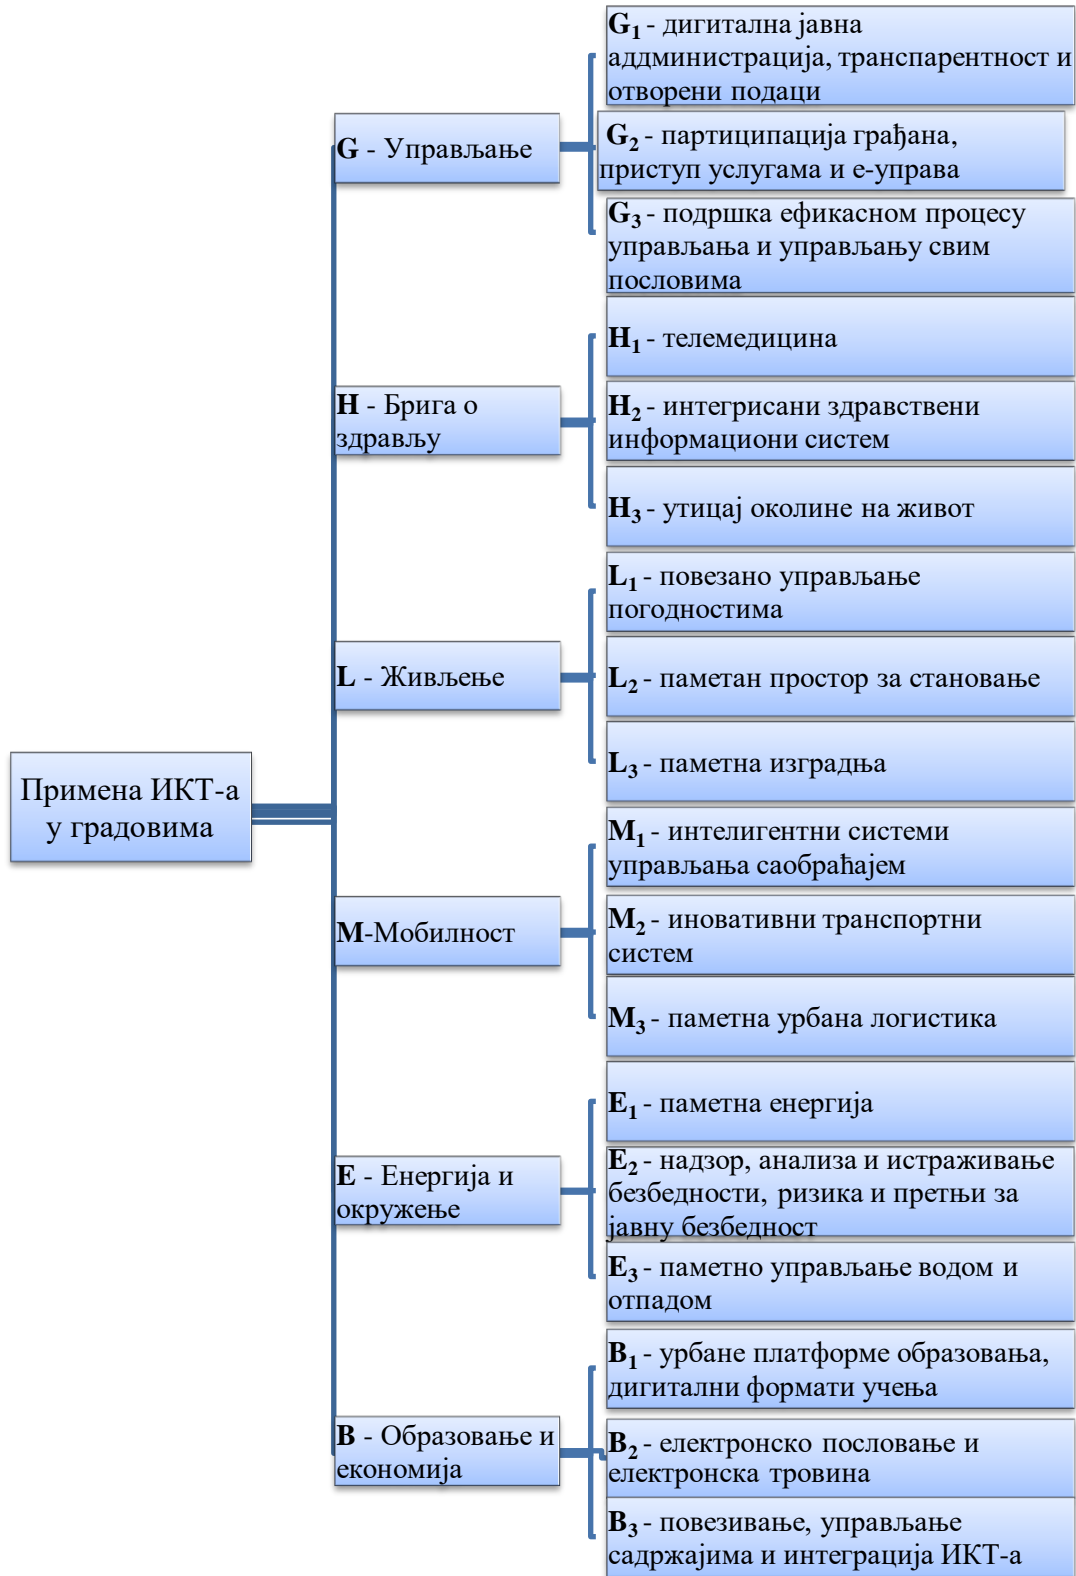 G1 - дигитална јавна
аддминистрација, транспарентност и
отворени подаци
G - Управљање
G2 - партиципација грађана,
приступ услугама и е-управа
G3 - подршка ефикасном процесу
управљања и управљању свим
пословима
H1 - телемедицина
H - Брига о
здрављу
H2 - интегрисани здравствени
информациони систем
H3 - утицај околине на живот
L1 - повезано управљање
погодностима
L - Живљење
L2 - паметан простор за становање
L3 - паметна изградња
Примена ИКТ-а
у градовима
M1 - интелигентни системи
управљања саобраћајем
M-Мобилност
M2 - иновативни транспортни
систем
M3 - паметна урбана логистика
E1 - паметна енергија
E - Енергија и
окружење
E2 - надзор, анализа и истраживање
безбедности, ризика и претњи за
јавну безбедност
E3 - паметно управљање водом и
отпадом
B1 - урбане платформе образовања,
дигитални формати учења
B - Образовање и
економија
B2 - електронско пословање и
електронска тровина
B3 - повезивање, управљање
садржајима и интеграција ИКТ-а